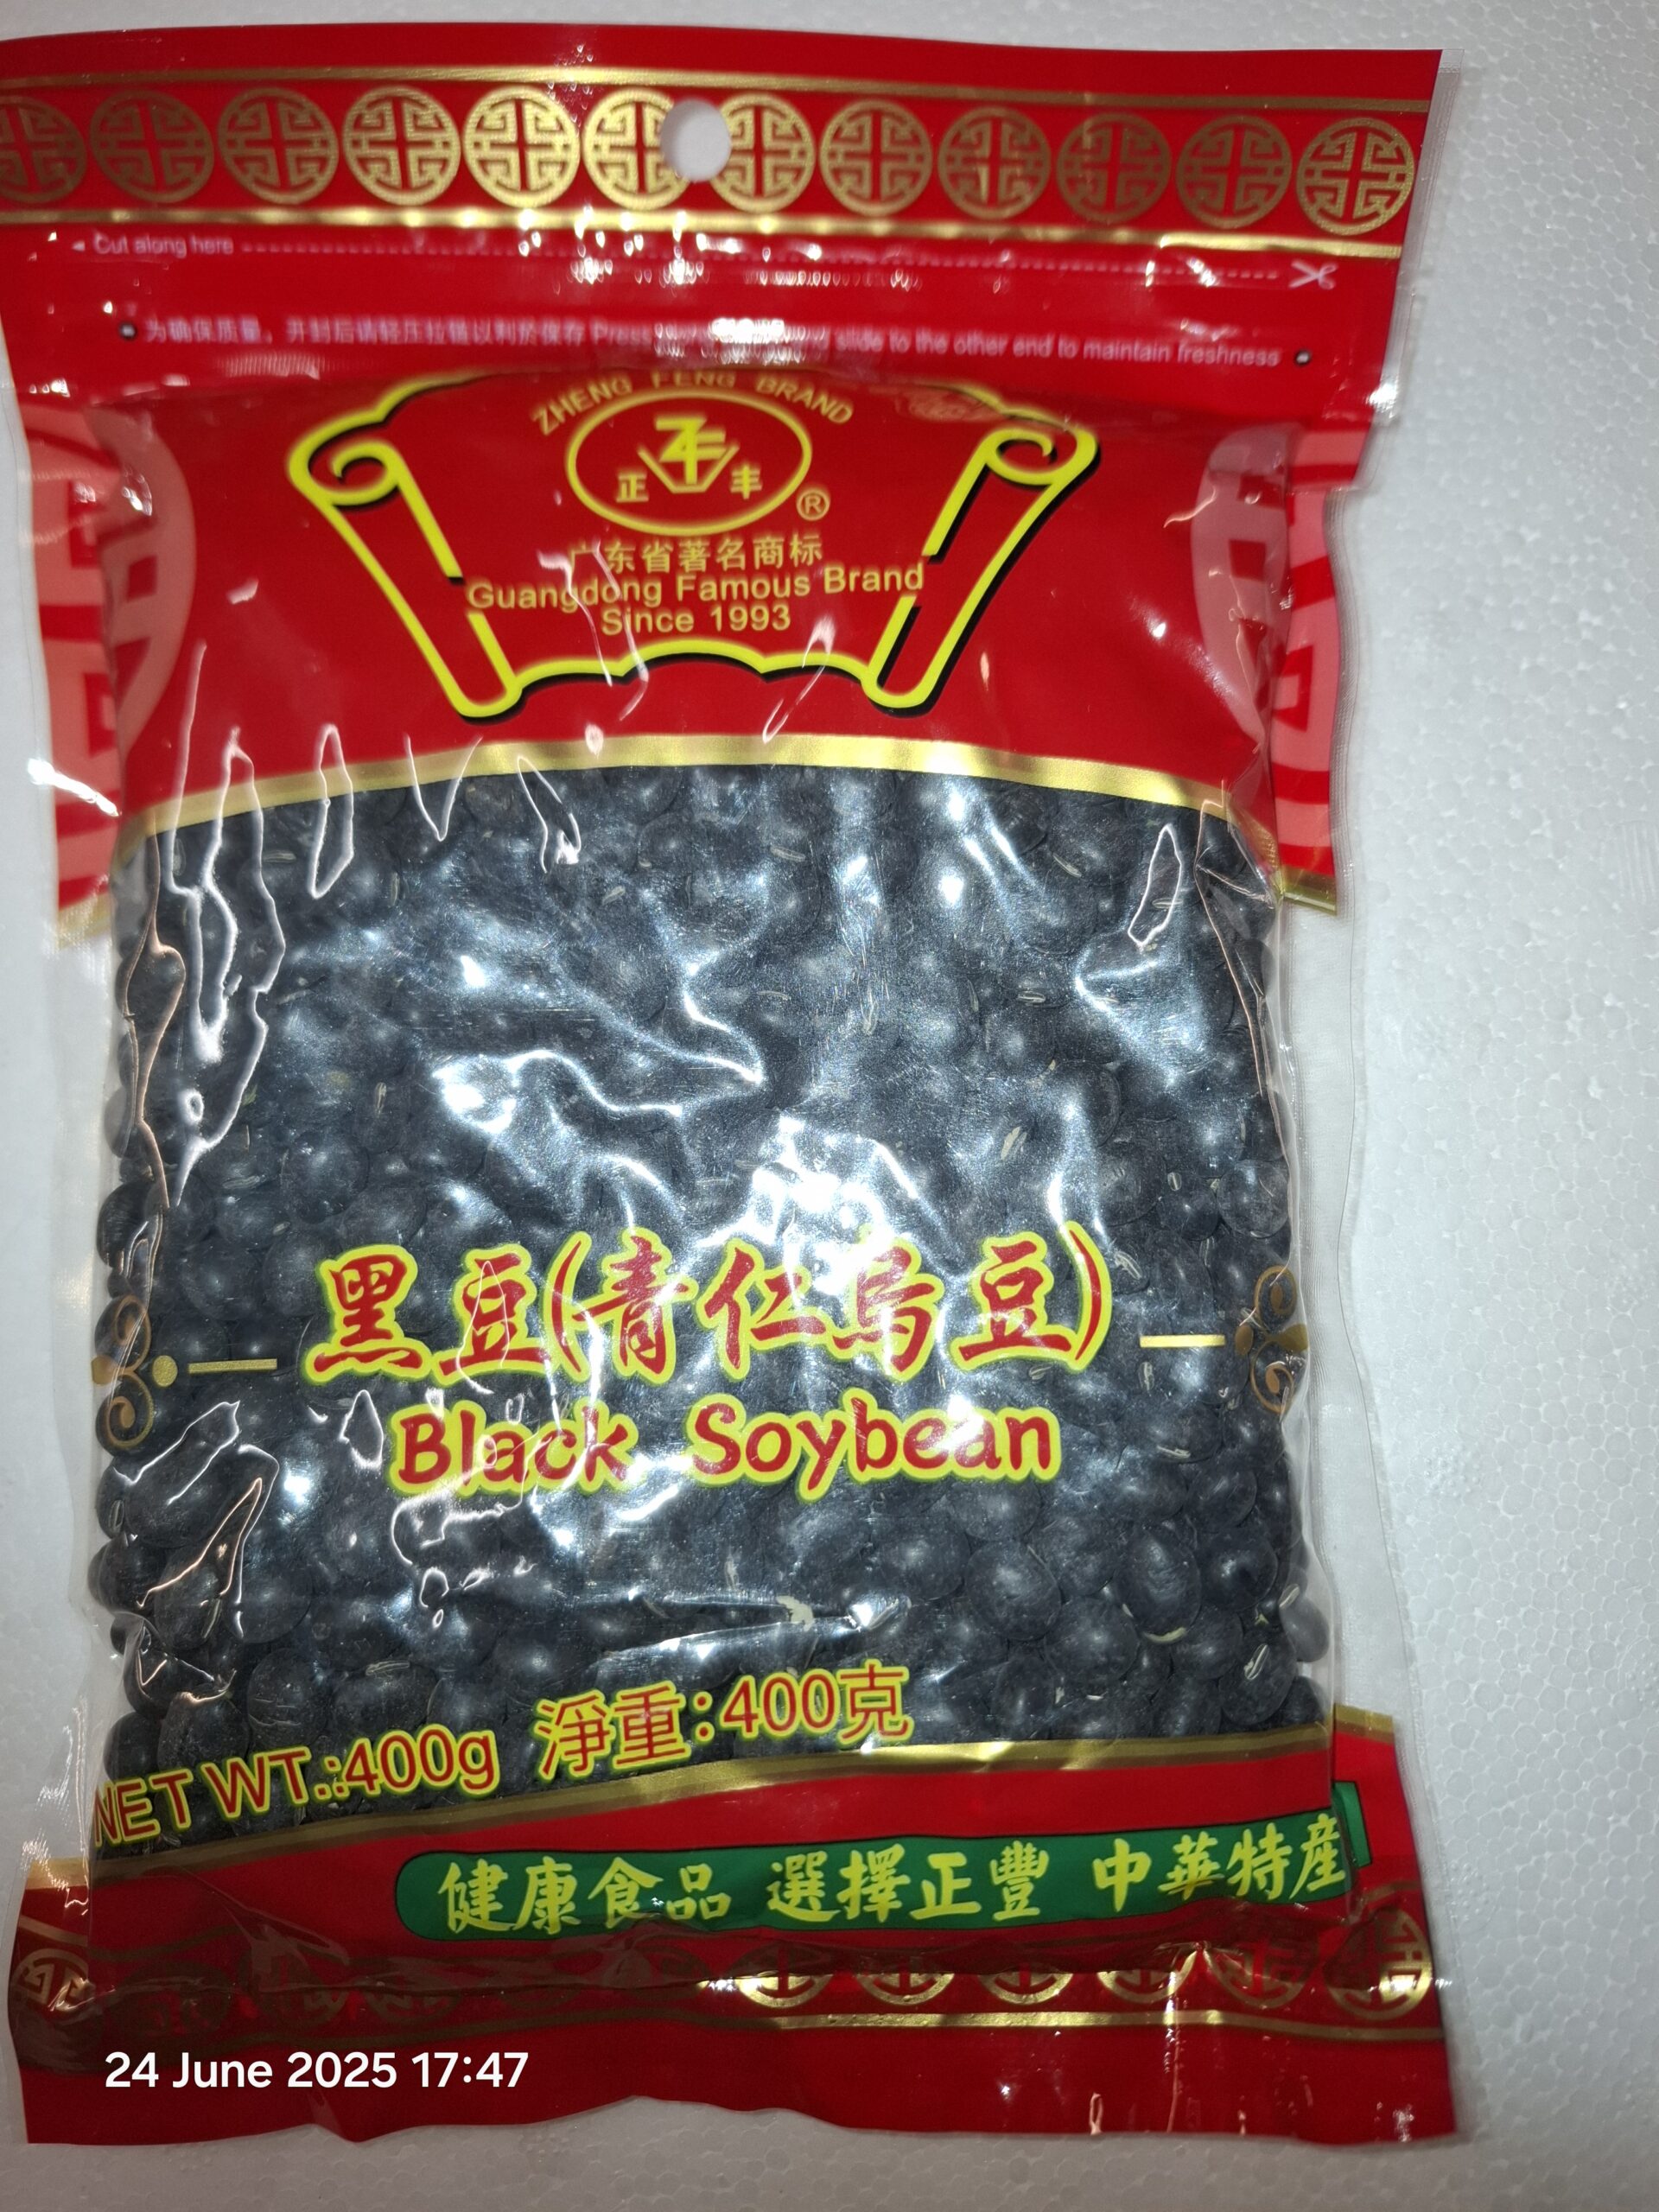 Cut along here
为确保质量，开封后请轻压拉链以利於保存 Press slide to the other end to maintain freshness
ZHENG FENG BRAND
正 丰
®
广东省著名商标
Guangdong Famous Brand
Since 1993
黑豆(青仁烏豆)
Black Soybean
NET WT.:400g 淨重:400克
健康食品 選擇正豐 中華特産
24 June 2025 17:47